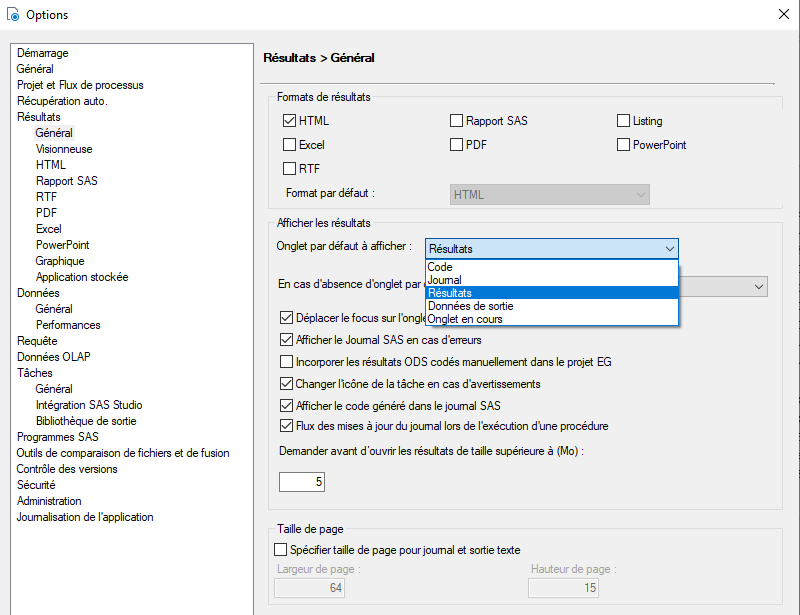 Options
Démarrage
Général
Projet et Flux de processus
Récupération auto.
Résultats
Général
Visionneuse
HTML
Rapport SAS
RTF
PDF
Excel
PowerPoint
Graphique
Application stockée
Données
Général
Performances
Requête
Données OLAP
Tâches
Général
Intégration SAS Studio
Bibliothèque de sortie
Programmes SAS
Outils de comparaison de fichiers et de fusion
Contrôle des versions
Sécurité
Administration
Journalisation de l'application
Résultats > Général
Formats de résultats
HTML Rapport SAS Listing
Excel PDF PowerPoint
RTF
Format par défaut : HTML
Afficher les résultats
Onglet par défaut à afficher : Résultats
Code
Journal
Résultats
Données de sortie
Onglet en cours
En cas d'absence d'onglet par
Déplacer le focus sur
Afficher le Journal SAS en cas d'erreurs
Incorporer les résultats ODS codés manuellement dans le projet EG
Changer l'icône de la tâche en cas d'avertissements
Afficher le code généré dans le journal SAS
Flux des mises à jour du journal lors de l'exécution d'une procédure
Demander avant d'ouvrir les résultats de taille supérieure à (Mo) :
5
Taille de page
Spécifier taille de page pour journal et sortie texte
Largeur de page : Hauteur de page :
64 15